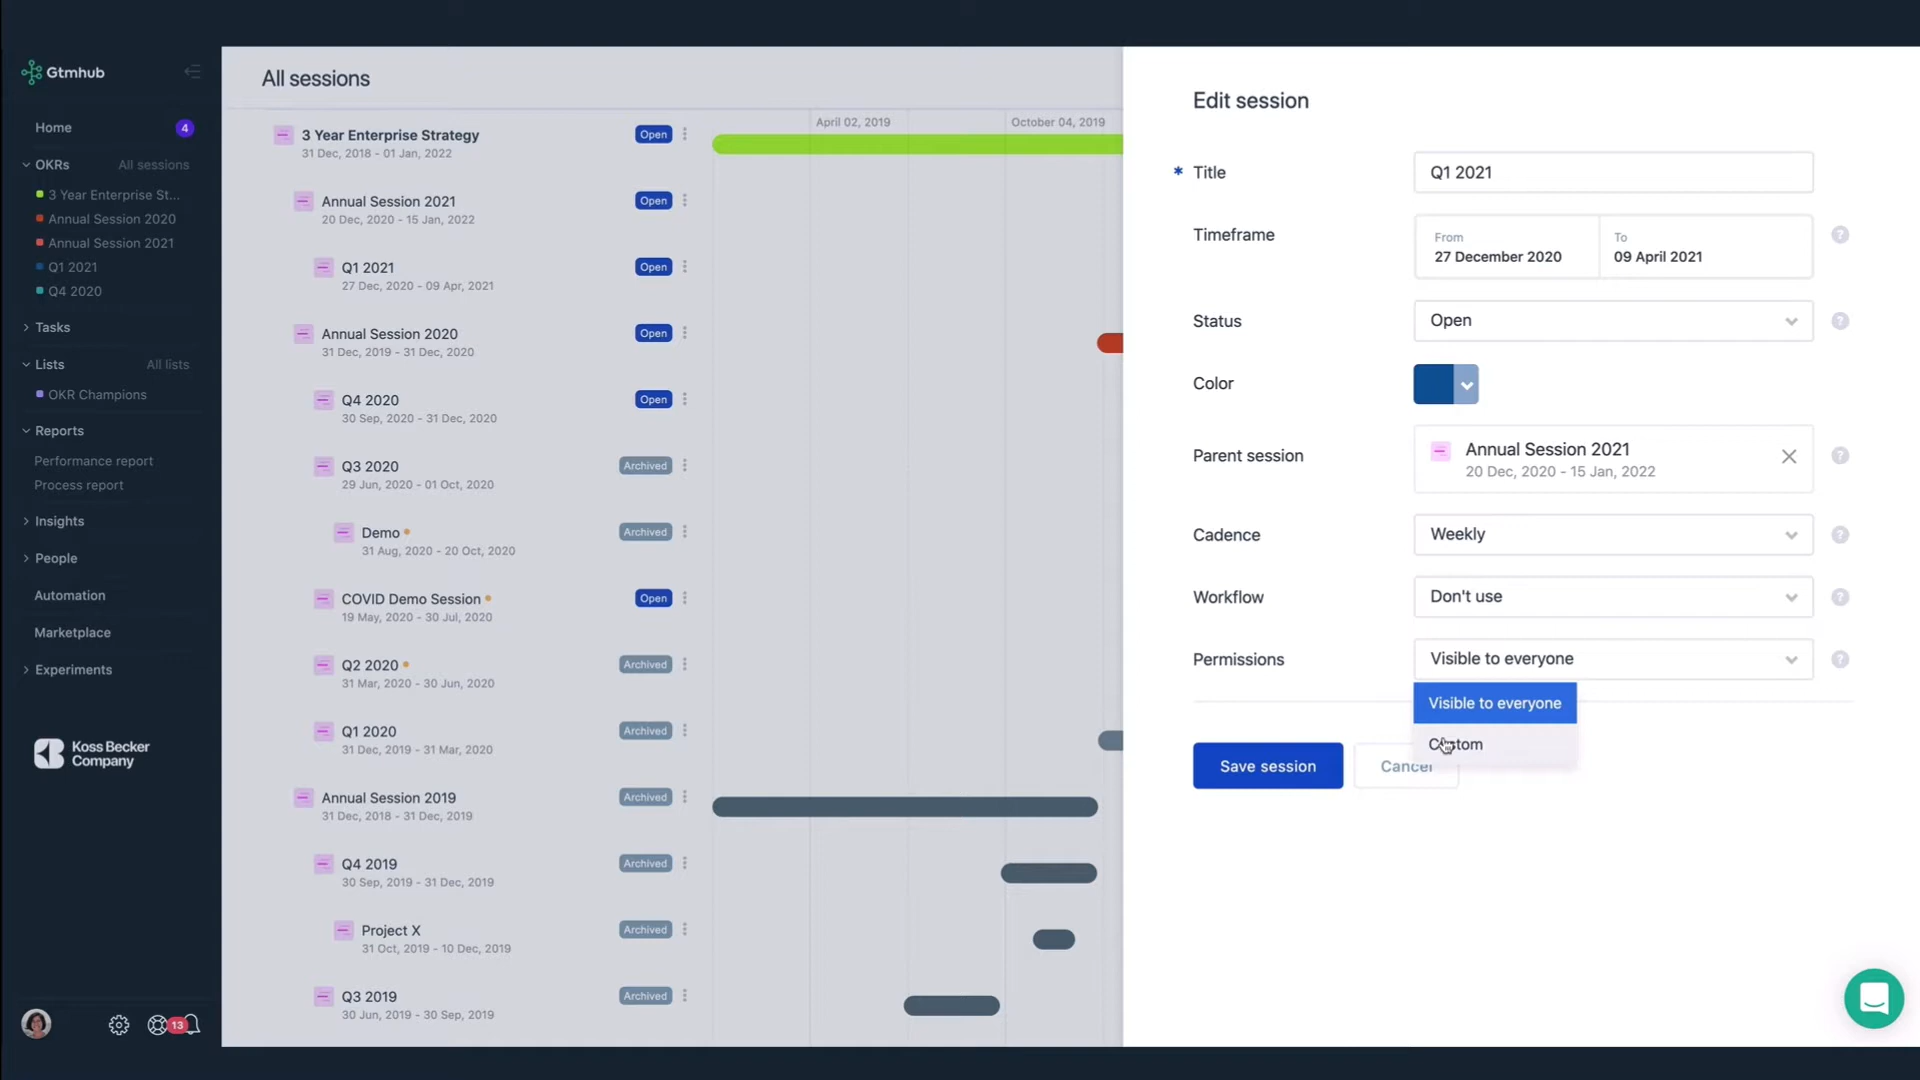 Gtmhub
Home
4
OKRs
All sessions
3 Year Enterprise St...
Annual Session 2020
Annual Session 2021
Q1 2021
Q4 2020
Tasks
Lists
All lists
OKR Champions
Reports
Performance report
Process report
Insights
People
Automation
Marketplace
Experiments
Koss Becker
Company
13
All sessions
April 02, 2019
October 04, 2019
3 Year Enterprise Strategy
Open
31 Dec, 2018 - 01 Jan, 2022
Annual Session 2021
Open
20 Dec, 2020 - 15 Jan, 2022
Q1 2021
Open
27 Dec, 2020 - 09 Apr, 2021
Annual Session 2020
Open
31 Dec, 2019 - 31 Dec, 2020
Q4 2020
Open
30 Sep, 2020 - 31 Dec, 2020
Q3 2020
Archived
29 Jun, 2020 - 01 Oct, 2020
Demo
Archived
31 Aug, 2020 - 20 Oct, 2020
COVID Demo Session
Open
19 May, 2020 - 30 Jul, 2020
Q2 2020
Archived
31 Mar, 2020 - 30 Jun, 2020
Q1 2020
Archived
31 Dec, 2019 - 31 Mar, 2020
Annual Session 2019
Archived
31 Dec, 2018 - 31 Dec, 2019
Q4 2019
Archived
30 Sep, 2019 - 31 Dec, 2019
Project X
Archived
31 Oct, 2019 - 10 Dec, 2019
Q3 2019
Archived
30 Jun, 2019 - 30 Sep, 2019
Edit session
* Title
Q1 2021
Timeframe
From
27 December 2020
To
09 April 2021
?
Status
Open
?
Color
Parent session
Annual Session 2021
20 Dec, 2020 - 15 Jan, 2022
?
Cadence
Weekly
?
Workflow
Don't use
?
Permissions
Visible to everyone
?
Visible to everyone
Custom
Save session
Cancel